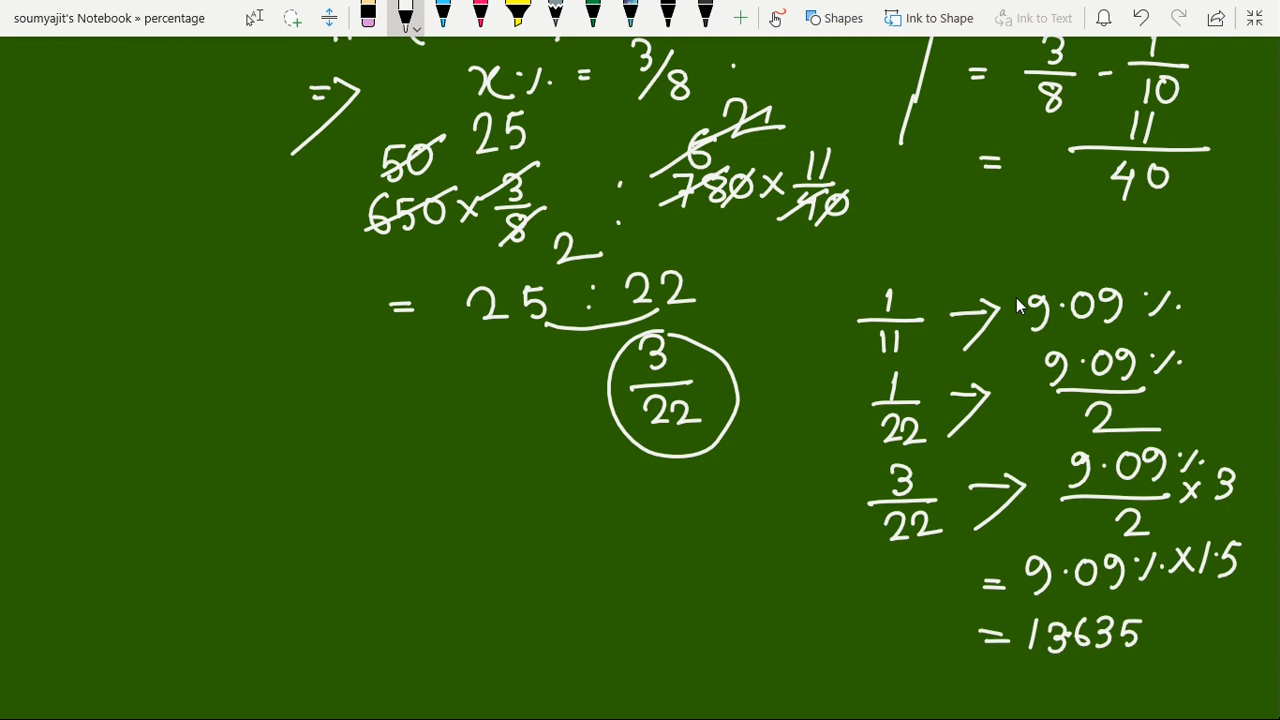 soumyajit's Notebook » percentage
Shapes
Ink to Shape
Ink to Text
=> x% = 3/8
= 3/8 - 1/10
= 11/40
50 25
6 21
650 × 3/8 : 780 × 11/40
2
= 25 : 22
3/22
1/11 → 9.09 %
1/22 → 9.09 % / 2
3/22 → 9.09 % / 2 × 3
= 9.09 % × 1.5
= 13.635